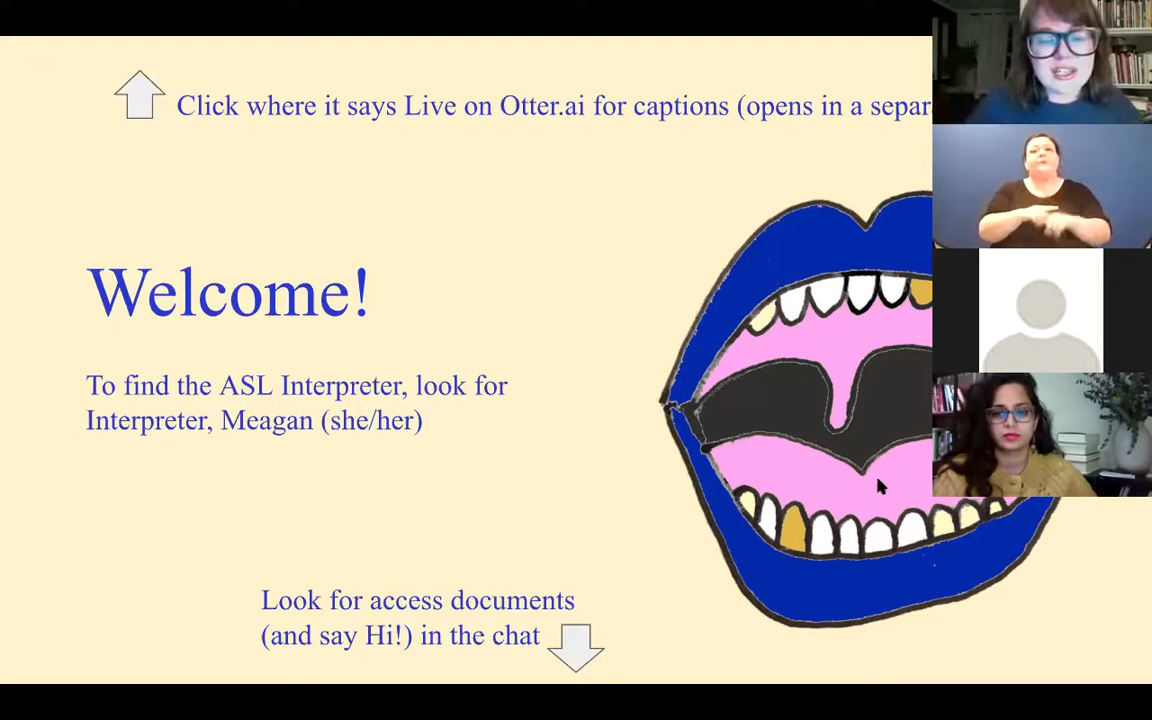 Click where it says Live on Otter.ai for captions (opens in a
Welcome!
To find the ASL Interpreter, look for
Interpreter, Meagan (she/her)
Look for access documents
(and say Hi!) in the chat